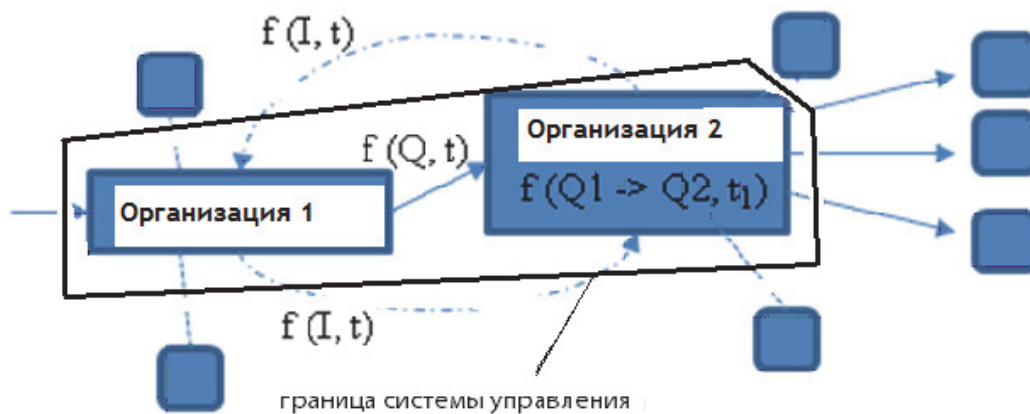 f (I, t)
Организация 2
f (Q, t)
f (Q1 -> Q2, t₁)
Организация 1
f (I, t)
граница системы управления